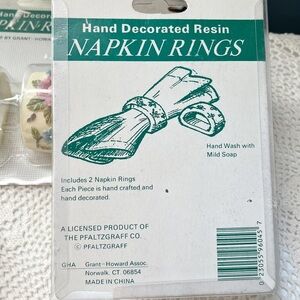 Hand Decorated Resin
NAPKIN RINGS
Hand Wash with
Mild Soap
Includes 2 Napkin Rings
Each Piece is hand crafted and
hand decorated.
A LICENSED PRODUCT OF
THE PFALTZGRAFF CO.
© PFALTZGRAFF
GHA Grant-Howard Assoc.
Norwalk, CT 06854
MADE IN CHINA